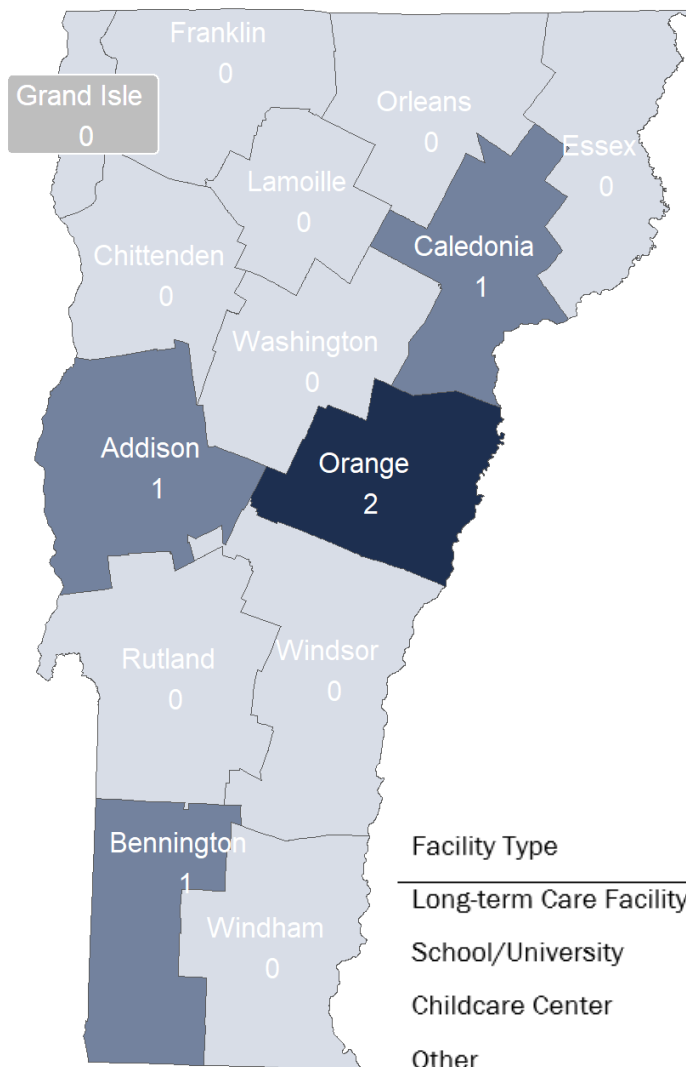 Franklin
0
Grand Isle
0
Orleans
0
Essex
0
Lamoille
0
Caledonia
1
Chittenden
0
Washington
0
Addison
1
Orange
2
Rutland
0
Windsor
0
Bennington
1
Windham
0
Facility Type
Long-term Care Facility
School/University
Childcare Center
Other